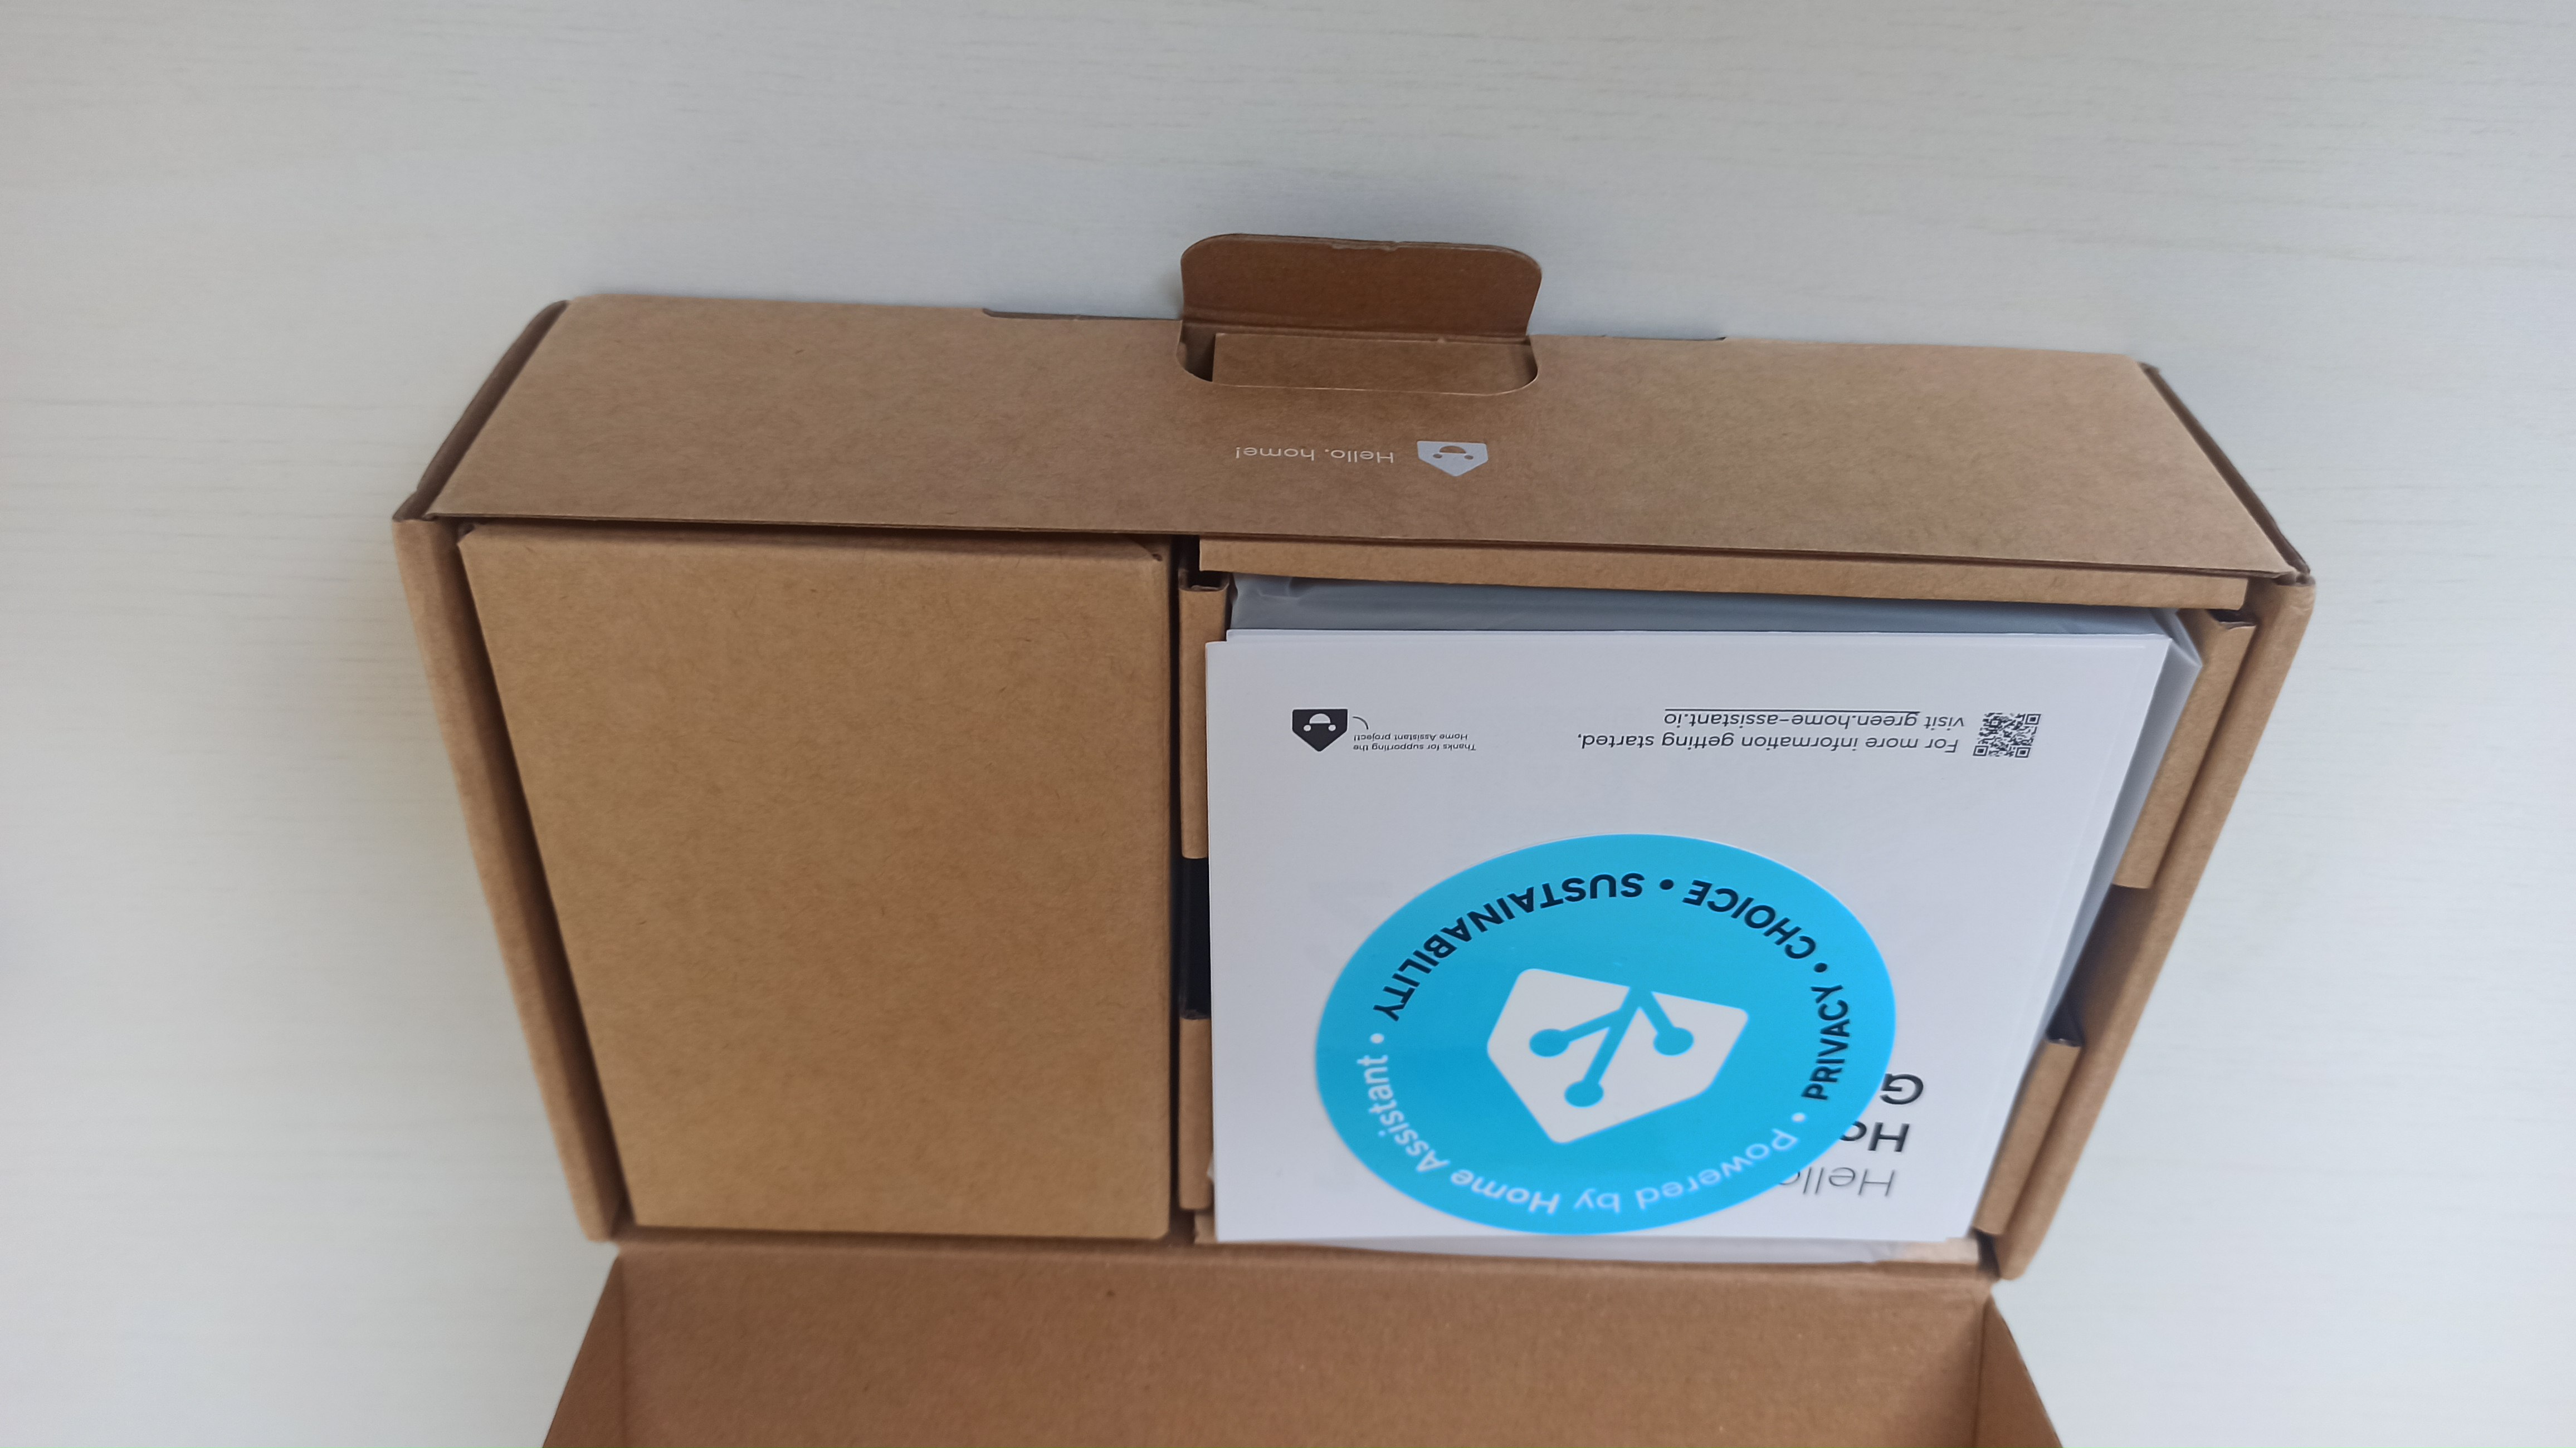 Hello
Powered by Home Assistant
PRIVACY • CHOICE • SUSTAINABILITY
For more information getting started,
visit green.home-assistant.io
Thanks for supporting the
Home Assistant project!
Hello, home!